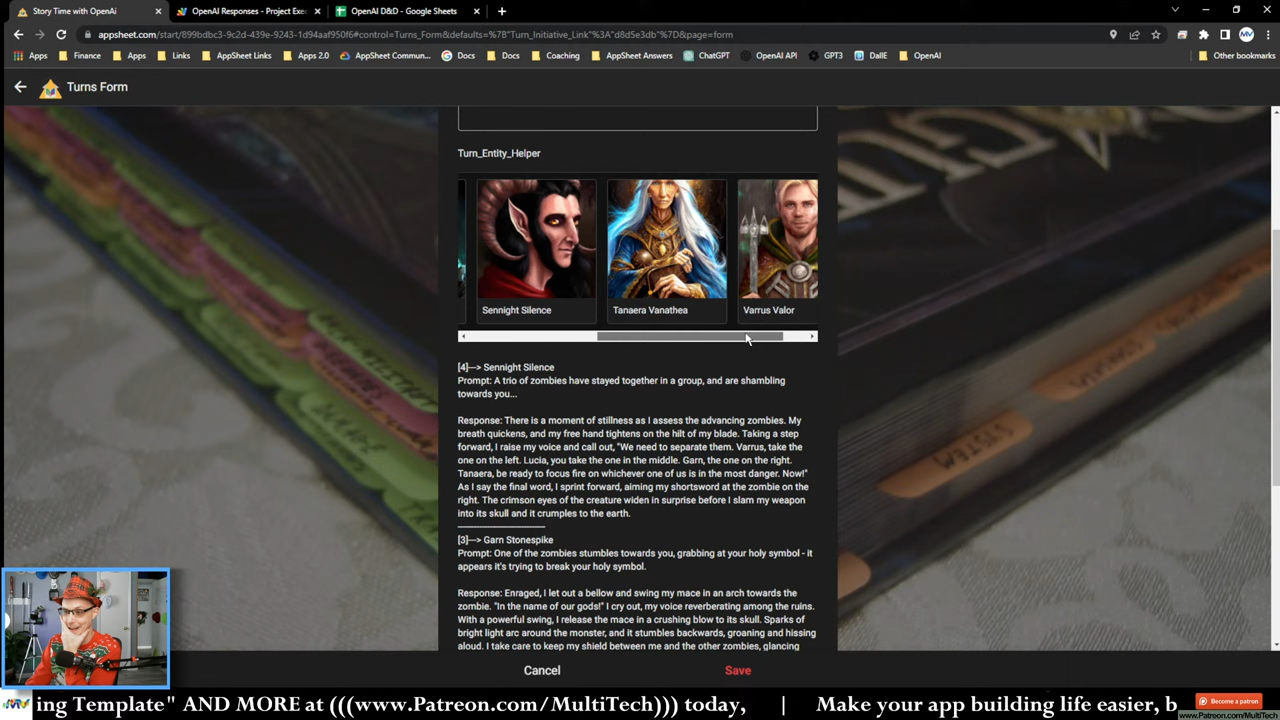 Story Time with OpenAi
OpenAI Responses - Project Exec
OpenAI D&D - Google Sheets
appsheet.com/start/899bdbc3-9c2d-439e-9243-1d94aaf950f6#control=Turns_Form&defaults=%7B"Turn_Initiative_Link"%3A"d8d5e3db"%7D&page=form
Apps Finance Apps Links AppSheet Links Apps 2.0 AppSheet Commun... Docs Docs Coaching AppSheet Answers ChatGPT OpenAI API GPT3 DallE OpenAI Other bookmarks
Turns Form
Turn_Entity_Helper
Sennight Silence Tanaera Vanathea Varrus Valor
[4]--> Sennight Silence
Prompt: A trio of zombies have stayed together in a group, and are shambling
towards you...
Response: There is a moment of stillness as I assess the advancing zombies. My
breath quickens, and my free hand tightens on the hilt of my blade. Taking a step
forward, I raise my voice and call out, "We need to separate them. Varrus, take the
one on the left. Lucia, you take the one in the middle. Garn, the one on the right.
Tanaera, be ready to focus fire on whichever one of us is in the most danger. Now!"
As I say the final word, I sprint forward, aiming my shortsword at the zombie on the
right. The crimson eyes of the creature widen in surprise before I slam my weapon
into its skull and it crumples to the earth.
[3]--> Garn Stonespike
Prompt: One of the zombies stumbles towards you, grabbing at your holy symbol - it
appears it's trying to break your holy symbol.
Response: Enraged, I let out a bellow and swing my mace in an arch towards the
zombie. "In the name of our gods!" I cry out, my voice reverberating among the ruins.
With a powerful swing, I release the mace in a crushing blow to its skull. Sparks of
bright light arc around the monster, and it stumbles backwards, groaning and hissing
aloud. I take care to keep my shield between me and the other zombies, glancing
Cancel Save
ing Template" AND MORE at (((www.Patreon.com/MultiTech))) today, | Make your app building life easier, b
Become a patron
www.Patreon.com/MultiTech